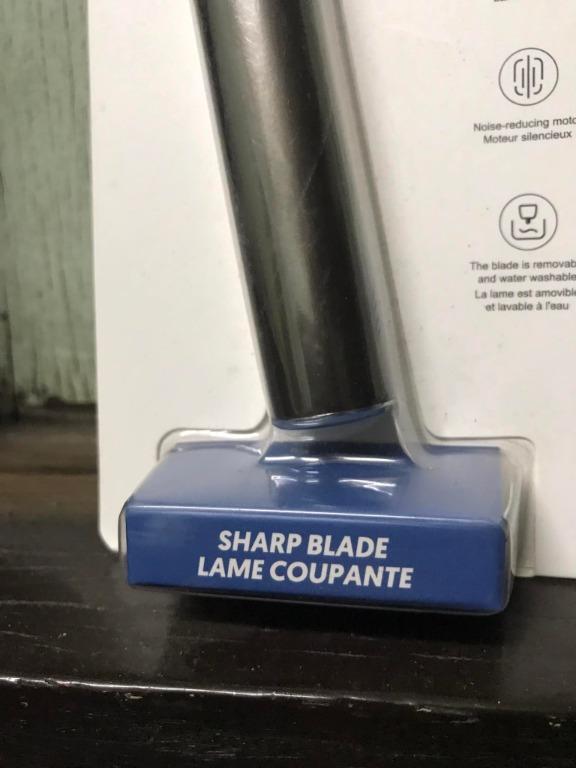 Noise-reducing
Moteur silencieux
The blade is
and water washable
La lame est
et lavable à l'eau
SHARP BLADE
LAME COUPANTE